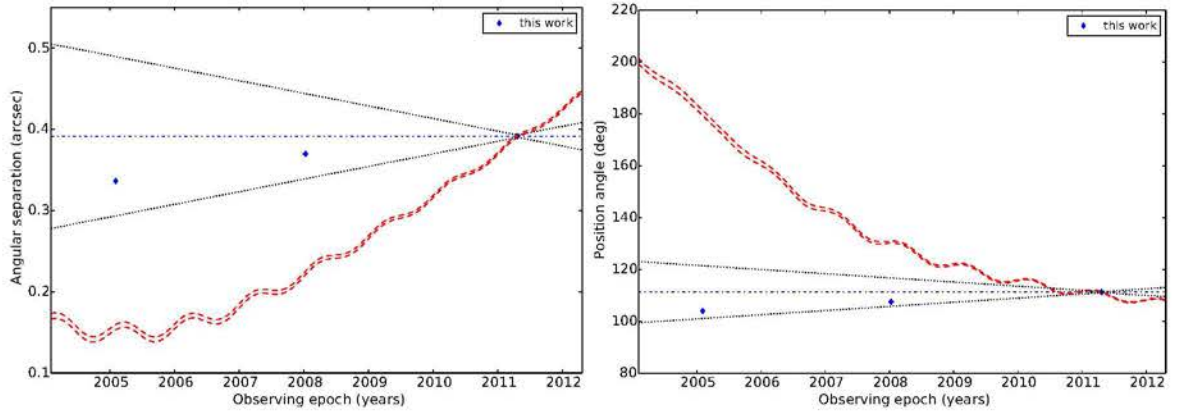 this work
0.5
0.4
0.3
0.2
0.1
Angular separation (arcsec)
2005 2006 2007 2008 2009 2010 2011 2012
Observing epoch (years)
this work
220
200
180
160
140
120
100
80
Position angle (deg)
2005 2006 2007 2008 2009 2010 2011 2012
Observing epoch (years)